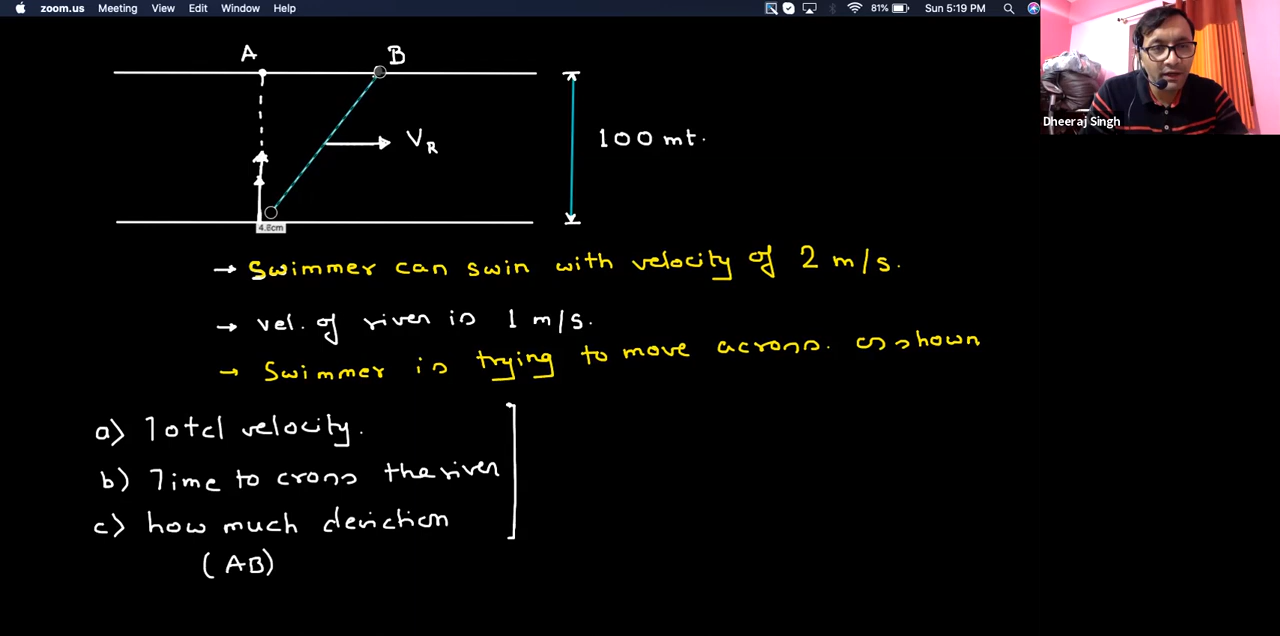 zoom.us Meeting View Edit Window Help
81% Sun 5:19 PM
Dheeraj Singh
A B
VR
100 mt.
4.8cm
→ Swimmer can swin with velocity of 2 m/s.
→ Vel. of river is 1 m/s.
→ Swimmer is trying to move across. as shown
a) Total velocity.
b) Time to cross the river
c) how much deviation
(AB)